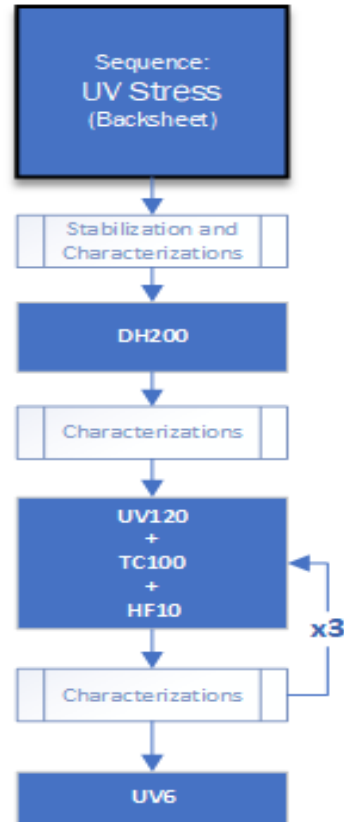 Sequence:
UV Stress
(Backsheet)
Stabilization and
Characterizations
DH200
Characterizations
UV120
+
TC100
+
HF10
x3
Characterizations
UV6